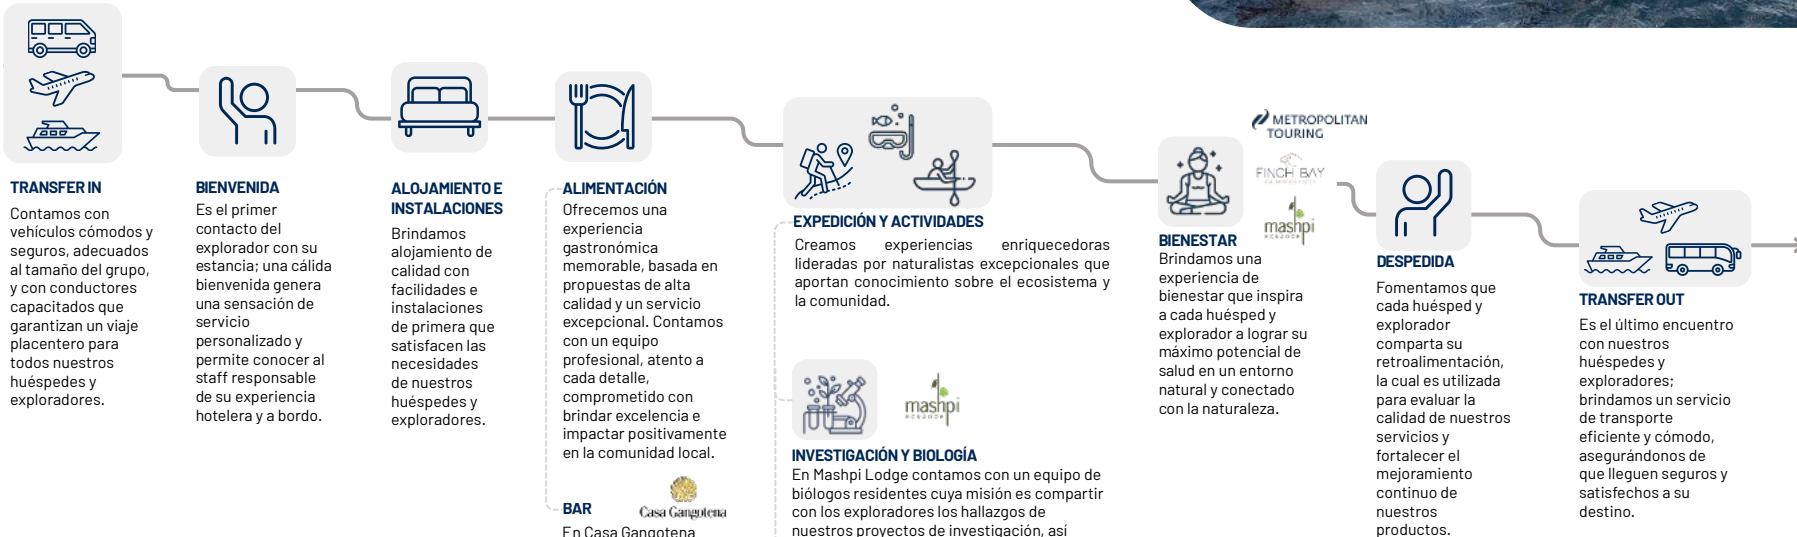 TRANSFER IN
Contamos con
vehículos cómodos y
seguros, adecuados
al tamaño del grupo,
y con conductores
capacitados que
garantizan un viaje
placentero para
todos nuestros
huéspedes y
exploradores.
BIENVENIDA
Es el primer
contacto del
explorador con su
estancia; una cálida
bienvenida genera
una sensación de
servicio
personalizado y
permite conocer al
staff responsable
de su experiencia
hotelera y a bordo.
ALOJAMIENTO E
INSTALACIONES
Brindamos
alojamiento de
calidad con
facilidades e
instalaciones
de primera que
satisfacen las
necesidades
de nuestros
huéspedes y
exploradores.
ALIMENTACIÓN
Ofrecemos una
experiencia
gastronómica
memorable, basada en
propuestas de alta
calidad y un servicio
excepcional. Contamos
con un equipo
profesional, atento a
cada detalle,
comprometido con
brindar excelencia e
impactar positivamente
en la comunidad local.
BAR
Casa Gangotena
En Casa Gangotena
EXPEDICIÓN Y ACTIVIDADES
Creamos experiencias enriquecedoras
lideradas por naturalistas excepcionales que
aportan conocimiento sobre el ecosistema y
la comunidad.
mashpi
ECUADOR
INVESTIGACIÓN Y BIOLOGÍA
En Mashpi Lodge contamos con un equipo de
biólogos residentes cuya misión es compartir
con los exploradores los hallazgos de
nuestros proyectos de investigación, así
METROPOLITAN
TOURING
FINCH BAY
mashpi
ECUADOR
BIENESTAR
Brindamos una
experiencia de
bienestar que inspira
a cada huésped y
explorador a lograr su
máximo potencial de
salud en un entorno
natural y conectado
con la naturaleza.
DESPEDIDA
Fomentamos que
cada huésped y
explorador
comparta su
retroalimentación,
la cual es utilizada
para evaluar la
calidad de nuestros
servicios y
fortalecer el
mejoramiento
continuo de
nuestros
productos.
TRANSFER OUT
Es el último encuentro
con nuestros
huéspedes y
exploradores;
brindamos un servicio
de transporte
eficiente y cómodo,
asegurándonos de
que lleguen seguros y
satisfechos a su
destino.